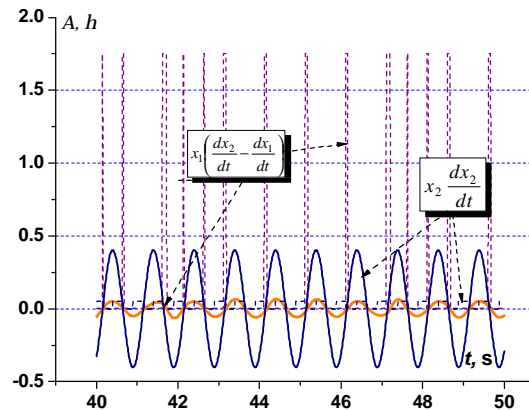 A, h
2.0
1.5
1.0
0.5
0.0
-0.5
x₁(dx₂/dt − dx₁/dt)
x₂ dx₂/dt
t, s
40 42 44 46 48 50